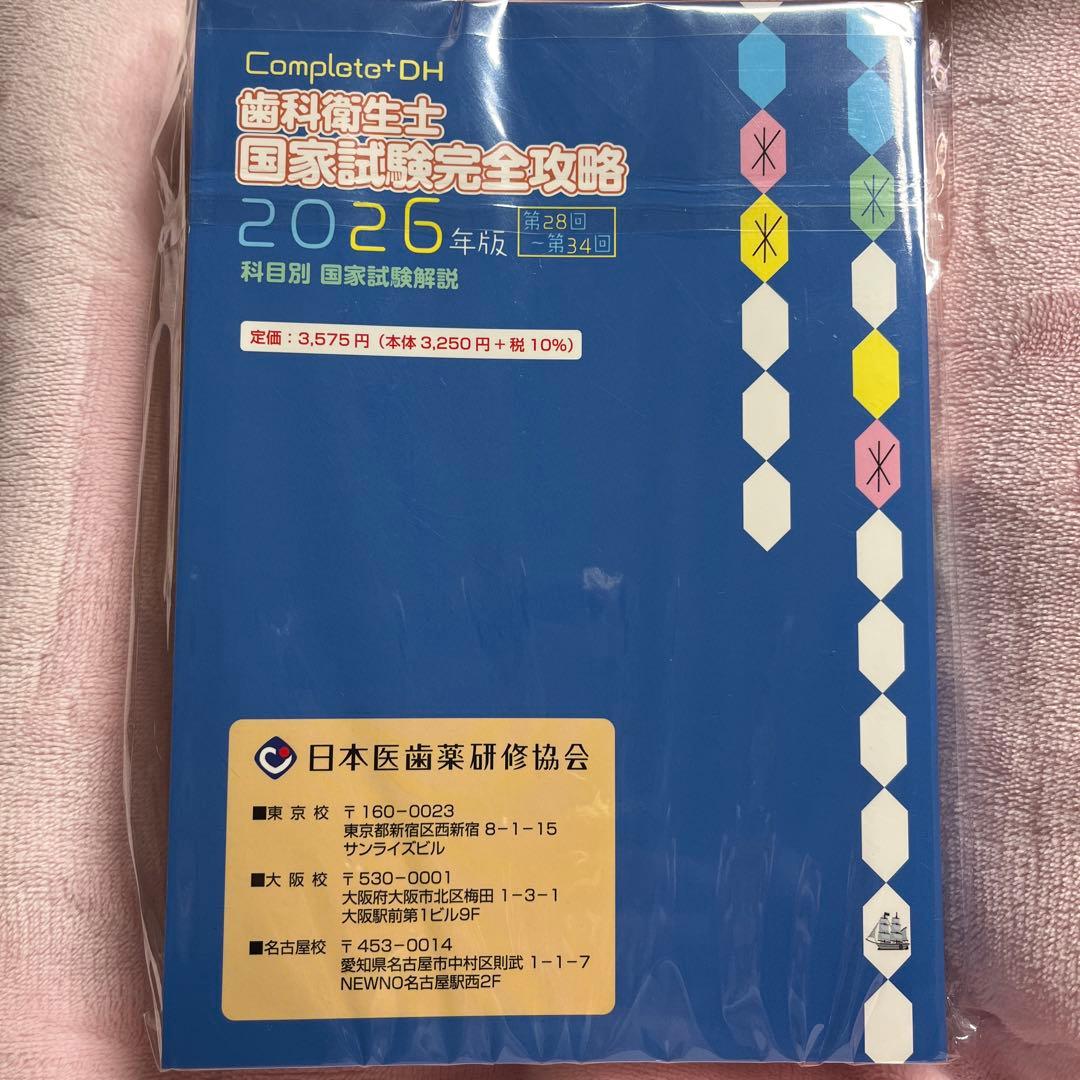 Complete+DH
歯科衛生士
国家試験完全攻略
2026年版
第28回
〜第34回
科目別 国家試験解説
定価:3,575円(本体3,250円+税10%)
日本医歯薬研修協会
■東京校 〒160-0023
東京都新宿区西新宿 8-1-15
サンライズビル
■大阪校 〒530-0001
大阪府大阪市北区梅田 1-3-1
大阪駅前第1ビル9F
■名古屋校 〒453-0014
愛知県名古屋市中村区則武 1-1-7
NEWNO名古屋駅西2F